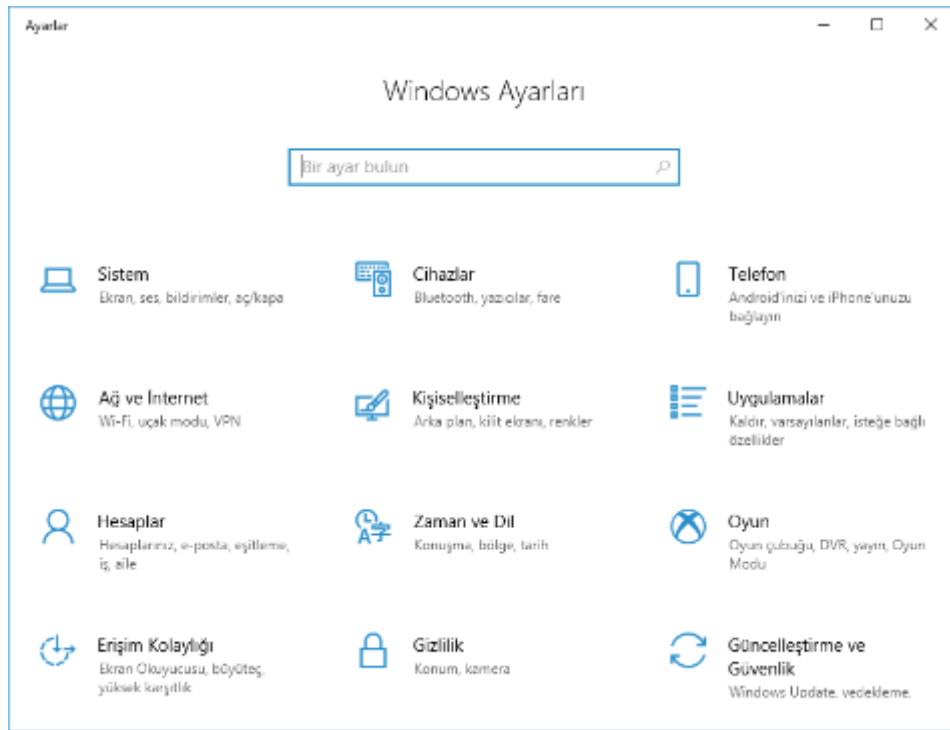 Ayarlar
Windows Ayarları
Bir ayar bulun
Sistem
Ekran, ses, bildirimler, aç/kapa
Cihazlar
Bluetooth, yazıcılar, fare
Telefon
Android'inizi ve iPhone'unuzu
bağlayın
Ağ ve İnternet
Wi-Fi, uçak modu, VPN
Kişiselleştirme
Arka plan, kilit ekranı, renkler
Uygulamalar
Kaldır, varsayılanlar, isteğe bağlı
özellikler
Hesaplar
Hesaplarınız, e-posta, eşitleme,
iş, aile
Zaman ve Dil
Konuşma, bölge, tarih
Oyun
Oyun çubuğu, DVR, yayın, Oyun
Modu
Erişim Kolaylığı
Ekran Okuyucusu, büyüteç,
yüksek karşıtlık
Gizlilik
Konum, kamera
Güncelleştirme ve
Güvenlik
Windows Update, yedekleme,